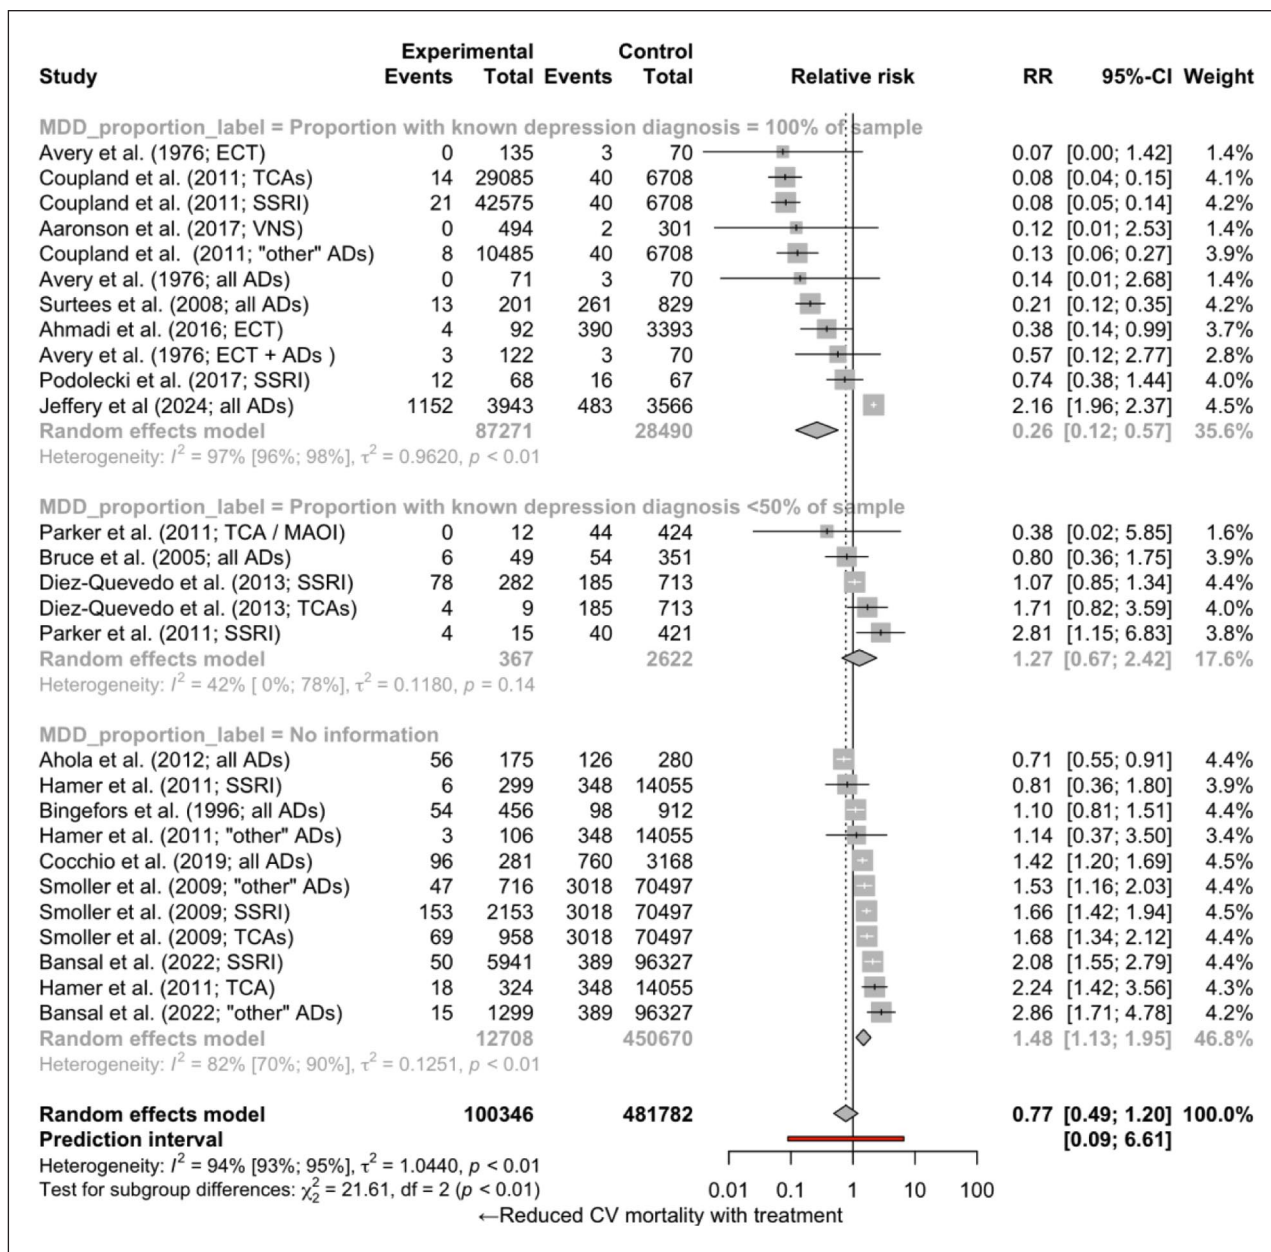 Experimental Control
Study Events Total Events Total Relative risk RR 95%-CI Weight
MDD_proportion_label = Proportion with known depression diagnosis = 100% of sample
Avery et al. (1976; ECT) 0 135 3 70 0.07 [0.00; 1.42] 1.4%
Coupland et al. (2011; TCAs) 14 29085 40 6708 0.08 [0.04; 0.15] 4.1%
Coupland et al. (2011; SSRI) 21 42575 40 6708 0.08 [0.05; 0.14] 4.2%
Aaronson et al. (2017; VNS) 0 494 2 301 0.12 [0.01; 2.53] 1.4%
Coupland et al. (2011; "other" ADs) 8 10485 40 6708 0.13 [0.06; 0.27] 3.9%
Avery et al. (1976; all ADs) 0 71 3 70 0.14 [0.01; 2.68] 1.4%
Surtees et al. (2008; all ADs) 13 201 261 829 0.21 [0.12; 0.35] 4.2%
Ahmadi et al. (2016; ECT) 4 92 390 3393 0.38 [0.14; 0.99] 3.7%
Avery et al. (1976; ECT + ADs ) 3 122 3 70 0.57 [0.12; 2.77] 2.8%
Podolecki et al. (2017; SSRI) 12 68 16 67 0.74 [0.38; 1.44] 4.0%
Jeffery et al (2024; all ADs) 1152 3943 483 3566 2.16 [1.96; 2.37] 4.5%
Random effects model 87271 28490 0.26 [0.12; 0.57] 35.6%
Heterogeneity: I² = 97% [96%; 98%], τ² = 0.9620, p < 0.01
MDD_proportion_label = Proportion with known depression diagnosis <50% of sample
Parker et al. (2011; TCA / MAOI) 0 12 44 424 0.38 [0.02; 5.85] 1.6%
Bruce et al. (2005; all ADs) 6 49 54 351 0.80 [0.36; 1.75] 3.9%
Diez-Quevedo et al. (2013; SSRI) 78 282 185 713 1.07 [0.85; 1.34] 4.4%
Diez-Quevedo et al. (2013; TCAs) 4 9 185 713 1.71 [0.82; 3.59] 4.0%
Parker et al. (2011; SSRI) 4 15 40 421 2.81 [1.15; 6.83] 3.8%
Random effects model 367 2622 1.27 [0.67; 2.42] 17.6%
Heterogeneity: I² = 42% [ 0%; 78%], τ² = 0.1180, p = 0.14
MDD_proportion_label = No information
Ahola et al. (2012; all ADs) 56 175 126 280 0.71 [0.55; 0.91] 4.4%
Hamer et al. (2011; SSRI) 6 299 348 14055 0.81 [0.36; 1.80] 3.9%
Bingefors et al. (1996; all ADs) 54 456 98 912 1.10 [0.81; 1.51] 4.4%
Hamer et al. (2011; "other" ADs) 3 106 348 14055 1.14 [0.37; 3.50] 3.4%
Cocchio et al. (2019; all ADs) 96 281 760 3168 1.42 [1.20; 1.69] 4.5%
Smoller et al. (2009; "other" ADs) 47 716 3018 70497 1.53 [1.16; 2.03] 4.4%
Smoller et al. (2009; SSRI) 153 2153 3018 70497 1.66 [1.42; 1.94] 4.5%
Smoller et al. (2009; TCAs) 69 958 3018 70497 1.68 [1.34; 2.12] 4.4%
Bansal et al. (2022; SSRI) 50 5941 389 96327 2.08 [1.55; 2.79] 4.4%
Hamer et al. (2011; TCA) 18 324 348 14055 2.24 [1.42; 3.56] 4.3%
Bansal et al. (2022; "other" ADs) 15 1299 389 96327 2.86 [1.71; 4.78] 4.2%
Random effects model 12708 450670 1.48 [1.13; 1.95] 46.8%
Heterogeneity: I² = 82% [70%; 90%], τ² = 0.1251, p < 0.01
Random effects model 100346 481782 0.77 [0.49; 1.20] 100.0%
Prediction interval [0.09; 6.61]
Heterogeneity: I² = 94% [93%; 95%], τ² = 1.0440, p < 0.01
Test for subgroup differences: χ²₂ = 21.61, df = 2 (p < 0.01) 0.01 0.1 1 10 100
←Reduced CV mortality with treatment